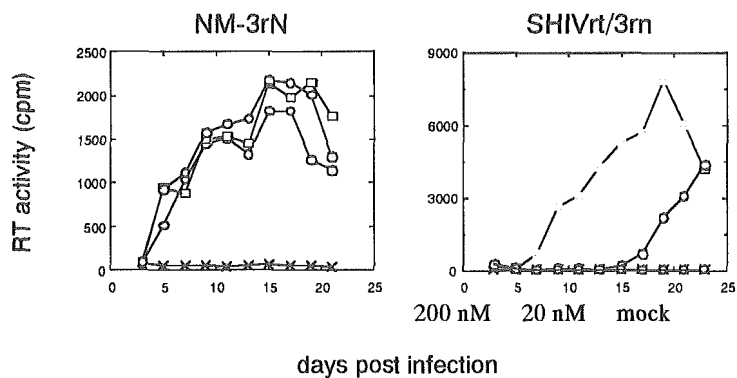 NM-3rN
SHIVrt/3rn
RT activity (cpm)
2500
2000
1500
1000
500
0
0 5 10 15 20 25
9000
6000
3000
0
0 5 10 15 20 25
200 nM 20 nM mock
days post infection